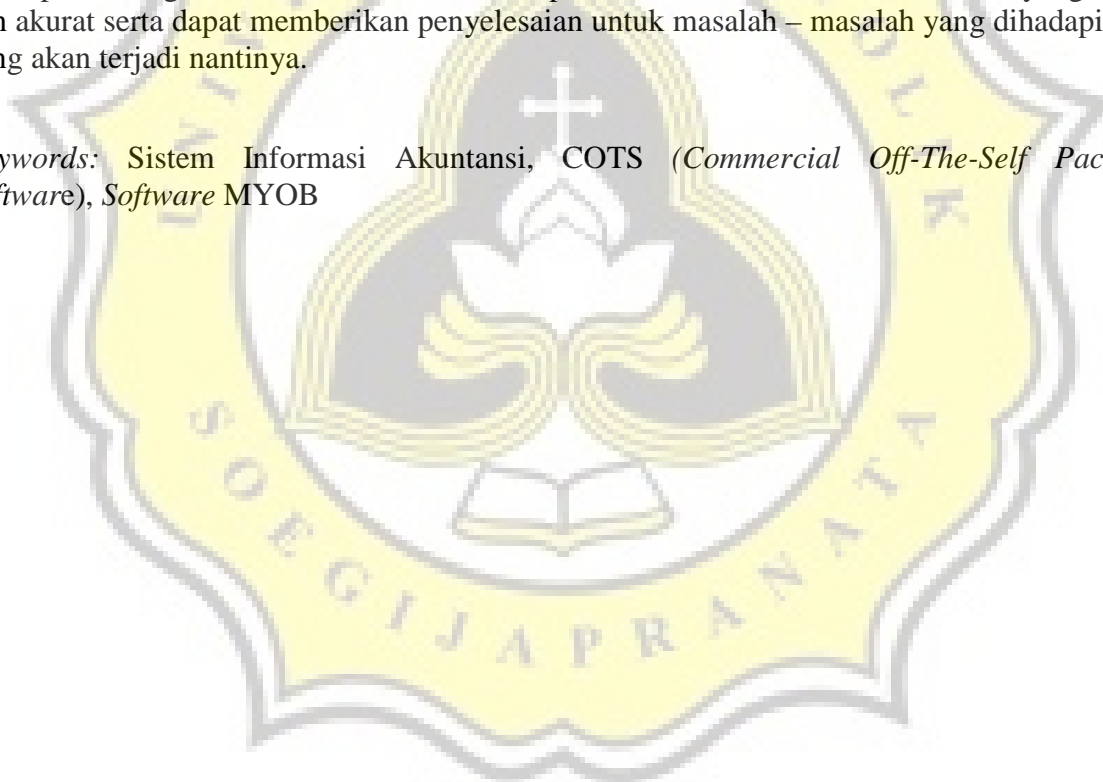 n akurat serta dapat memberikan penyelesaian untuk masalah – masalah yang dihadapi
ng akan terjadi nantinya.
ywords: Sistem Informasi Akuntansi, COTS (Commercial Off-The-Self Pac
ftware), Software MYOB
SOEGIJAPRANATA